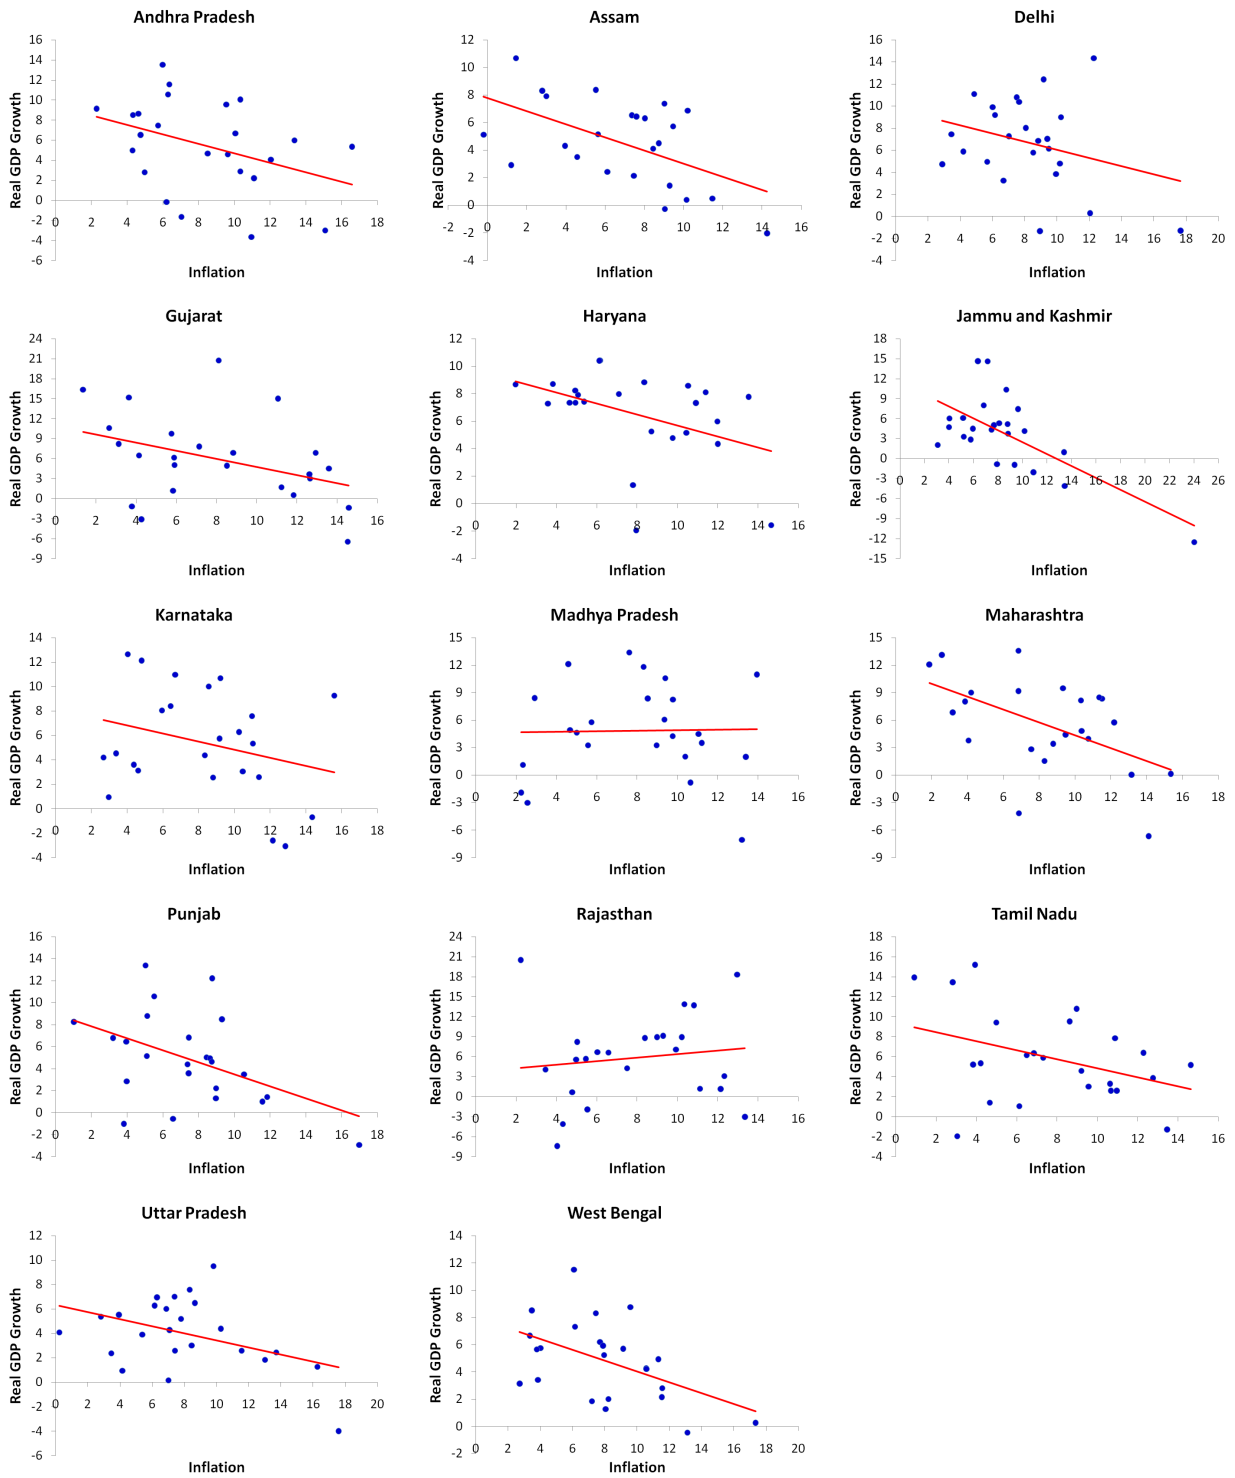 Andhra Pradesh
Real GDP Growth
16
14
12
10
8
6
4
2
0
-2
-4
-6
0 2 4 6 8 10 12 14 16 18
Inflation
Assam
Real GDP Growth
12
10
8
6
4
2
0
-2
-4
-2 0 2 4 6 8 10 12 14 16
Inflation
Delhi
Real GDP Growth
16
14
12
10
8
6
4
2
0
-2
-4
0 2 4 6 8 10 12 14 16 18 20
Inflation
Gujarat
Real GDP Growth
24
21
18
15
12
9
6
3
0
-3
-6
-9
0 2 4 6 8 10 12 14 16
Inflation
Haryana
Real GDP Growth
12
10
8
6
4
2
0
-2
-4
0 2 4 6 8 10 12 14 16
Inflation
Jammu and Kashmir
Real GDP Growth
18
15
12
9
6
3
0
-3
-6
-9
-12
-15
0 2 4 6 8 10 12 14 16 18 20 22 24 26
Inflation
Karnataka
Real GDP Growth
14
12
10
8
6
4
2
0
-2
-4
0 2 4 6 8 10 12 14 16 18
Inflation
Madhya Pradesh
Real GDP Growth
15
12
9
6
3
0
-3
-6
-9
0 2 4 6 8 10 12 14 16
Inflation
Maharashtra
Real GDP Growth
15
12
9
6
3
0
-3
-6
-9
0 2 4 6 8 10 12 14 16 18
Inflation
Punjab
Real GDP Growth
16
14
12
10
8
6
4
2
0
-2
-4
0 2 4 6 8 10 12 14 16 18
Inflation
Rajasthan
Real GDP Growth
24
21
18
15
12
9
6
3
0
-3
-6
-9
0 2 4 6 8 10 12 14 16
Inflation
Tamil Nadu
Real GDP Growth
18
16
14
12
10
8
6
4
2
0
-2
-4
0 2 4 6 8 10 12 14 16
Inflation
Uttar Pradesh
Real GDP Growth
12
10
8
6
4
2
0
-2
-4
-6
0 2 4 6 8 10 12 14 16 18 20
Inflation
West Bengal
Real GDP Growth
14
12
10
8
6
4
2
0
-2
0 2 4 6 8 10 12 14 16 18 20
Inflation